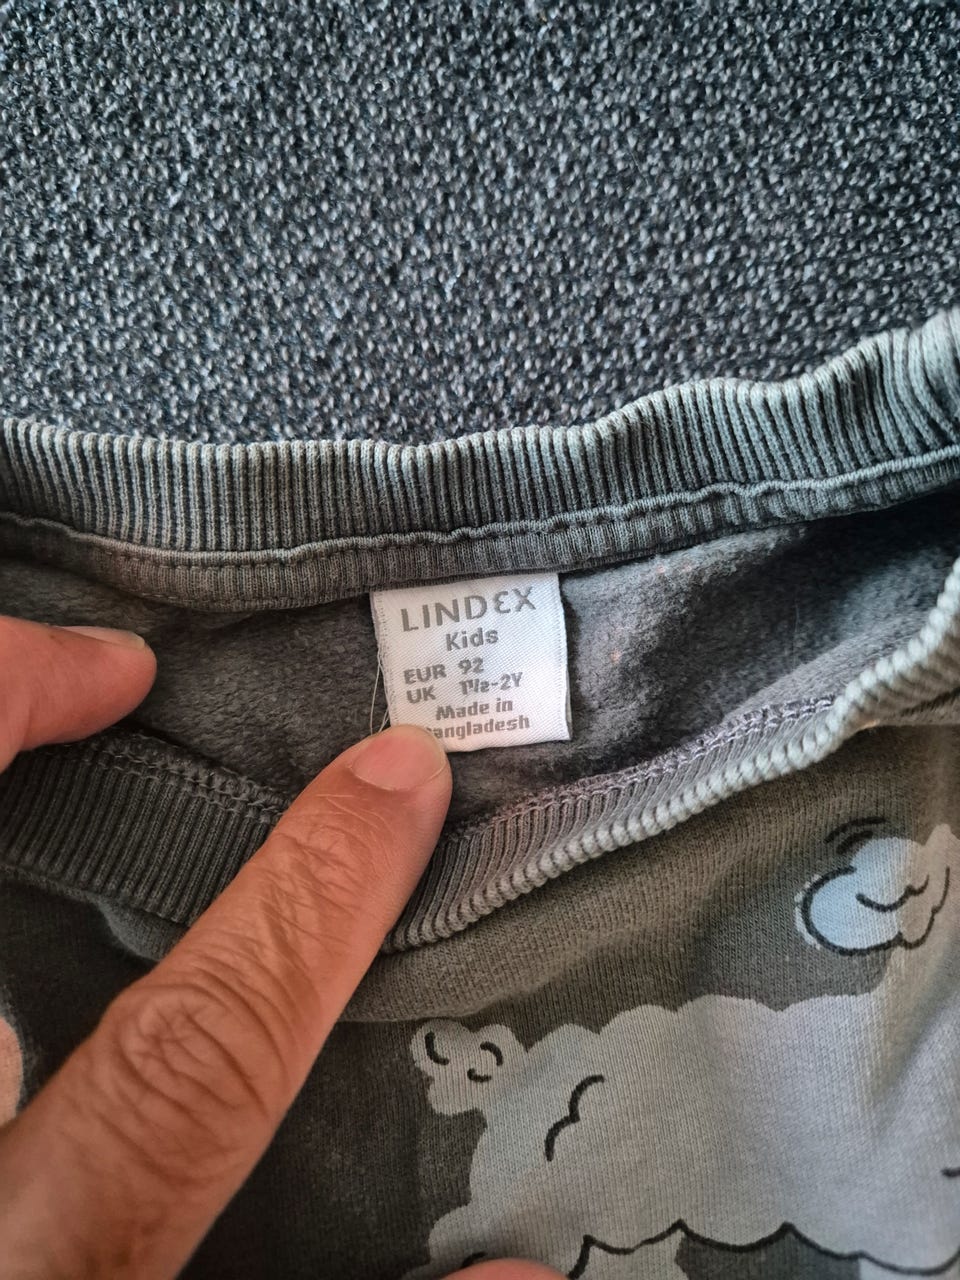 LINDEX
Kids
EUR 92
UK 1½-2Y
Made in
angladesh